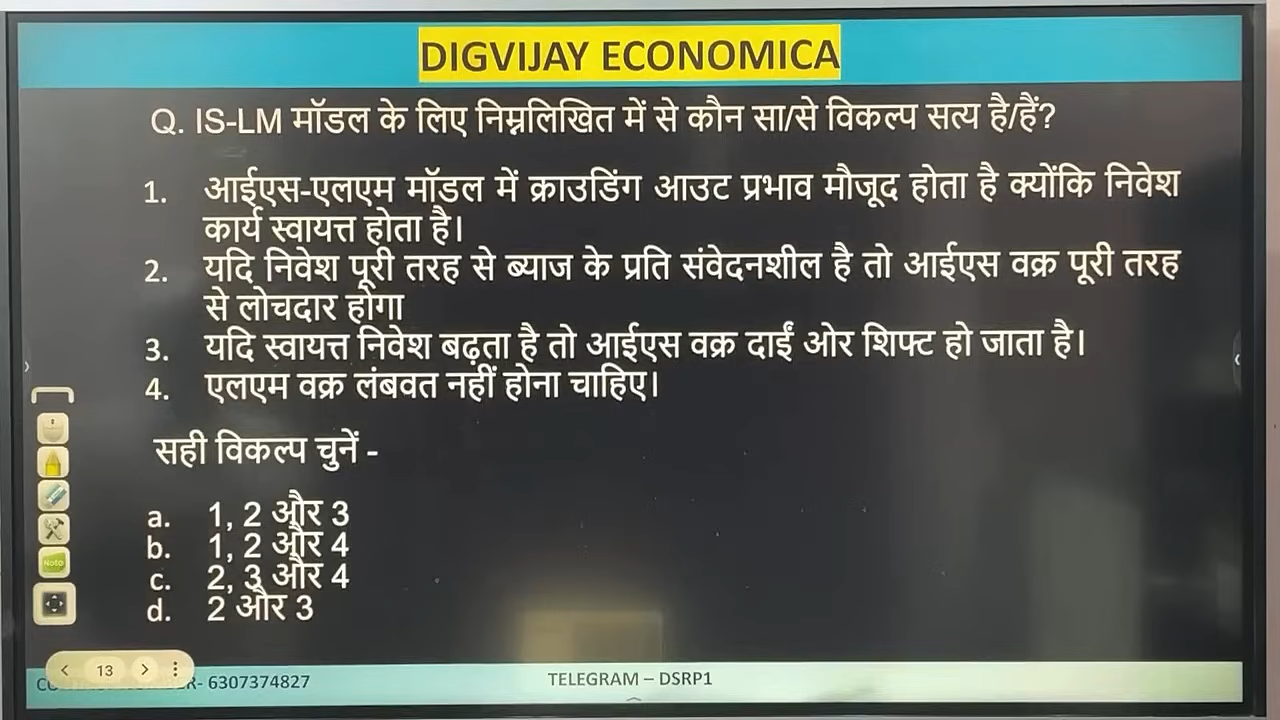 DIGVIJAY ECONOMICA
Q. IS-LM मॉडल के लिए निम्नलिखित में से कौन सा/से विकल्प सत्य है/हैं?
1. आईएस-एलएम मॉडल में क्राउडिंग आउट प्रभाव मौजूद होता है क्योंकि निवेश
कार्य स्वायत्त होता है।
2. यदि निवेश पूरी तरह से ब्याज के प्रति संवेदनशील है तो आईएस वक्र पूरी तरह
से लोचदार होगा
3. यदि स्वायत्त निवेश बढ़ता है तो आईएस वक्र दाईं ओर शिफ्ट हो जाता है।
4. एलएम वक्र लंबवत नहीं होना चाहिए।
सही विकल्प चुनें -
a. 1, 2 और 3
b. 1, 2 और 4
c. 2, 3 और 4
d. 2 और 3
Noto
13
6307374827
TELEGRAM – DSRP1